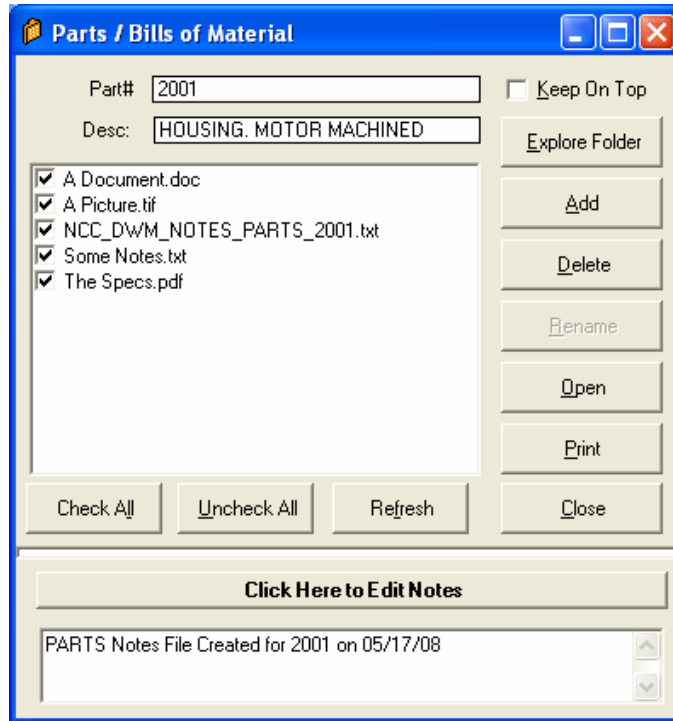 Parts / Bills of Material
Part# 2001
Keep On Top
Desc: HOUSING. MOTOR MACHINED
Explore Folder
A Document.doc
A Picture.tif
NCC_DWM_NOTES_PARTS_2001.txt
Some Notes.txt
The Specs.pdf
Add
Delete
Rename
Open
Print
Check All Uncheck All Refresh Close
Click Here to Edit Notes
PARTS Notes File Created for 2001 on 05/17/08